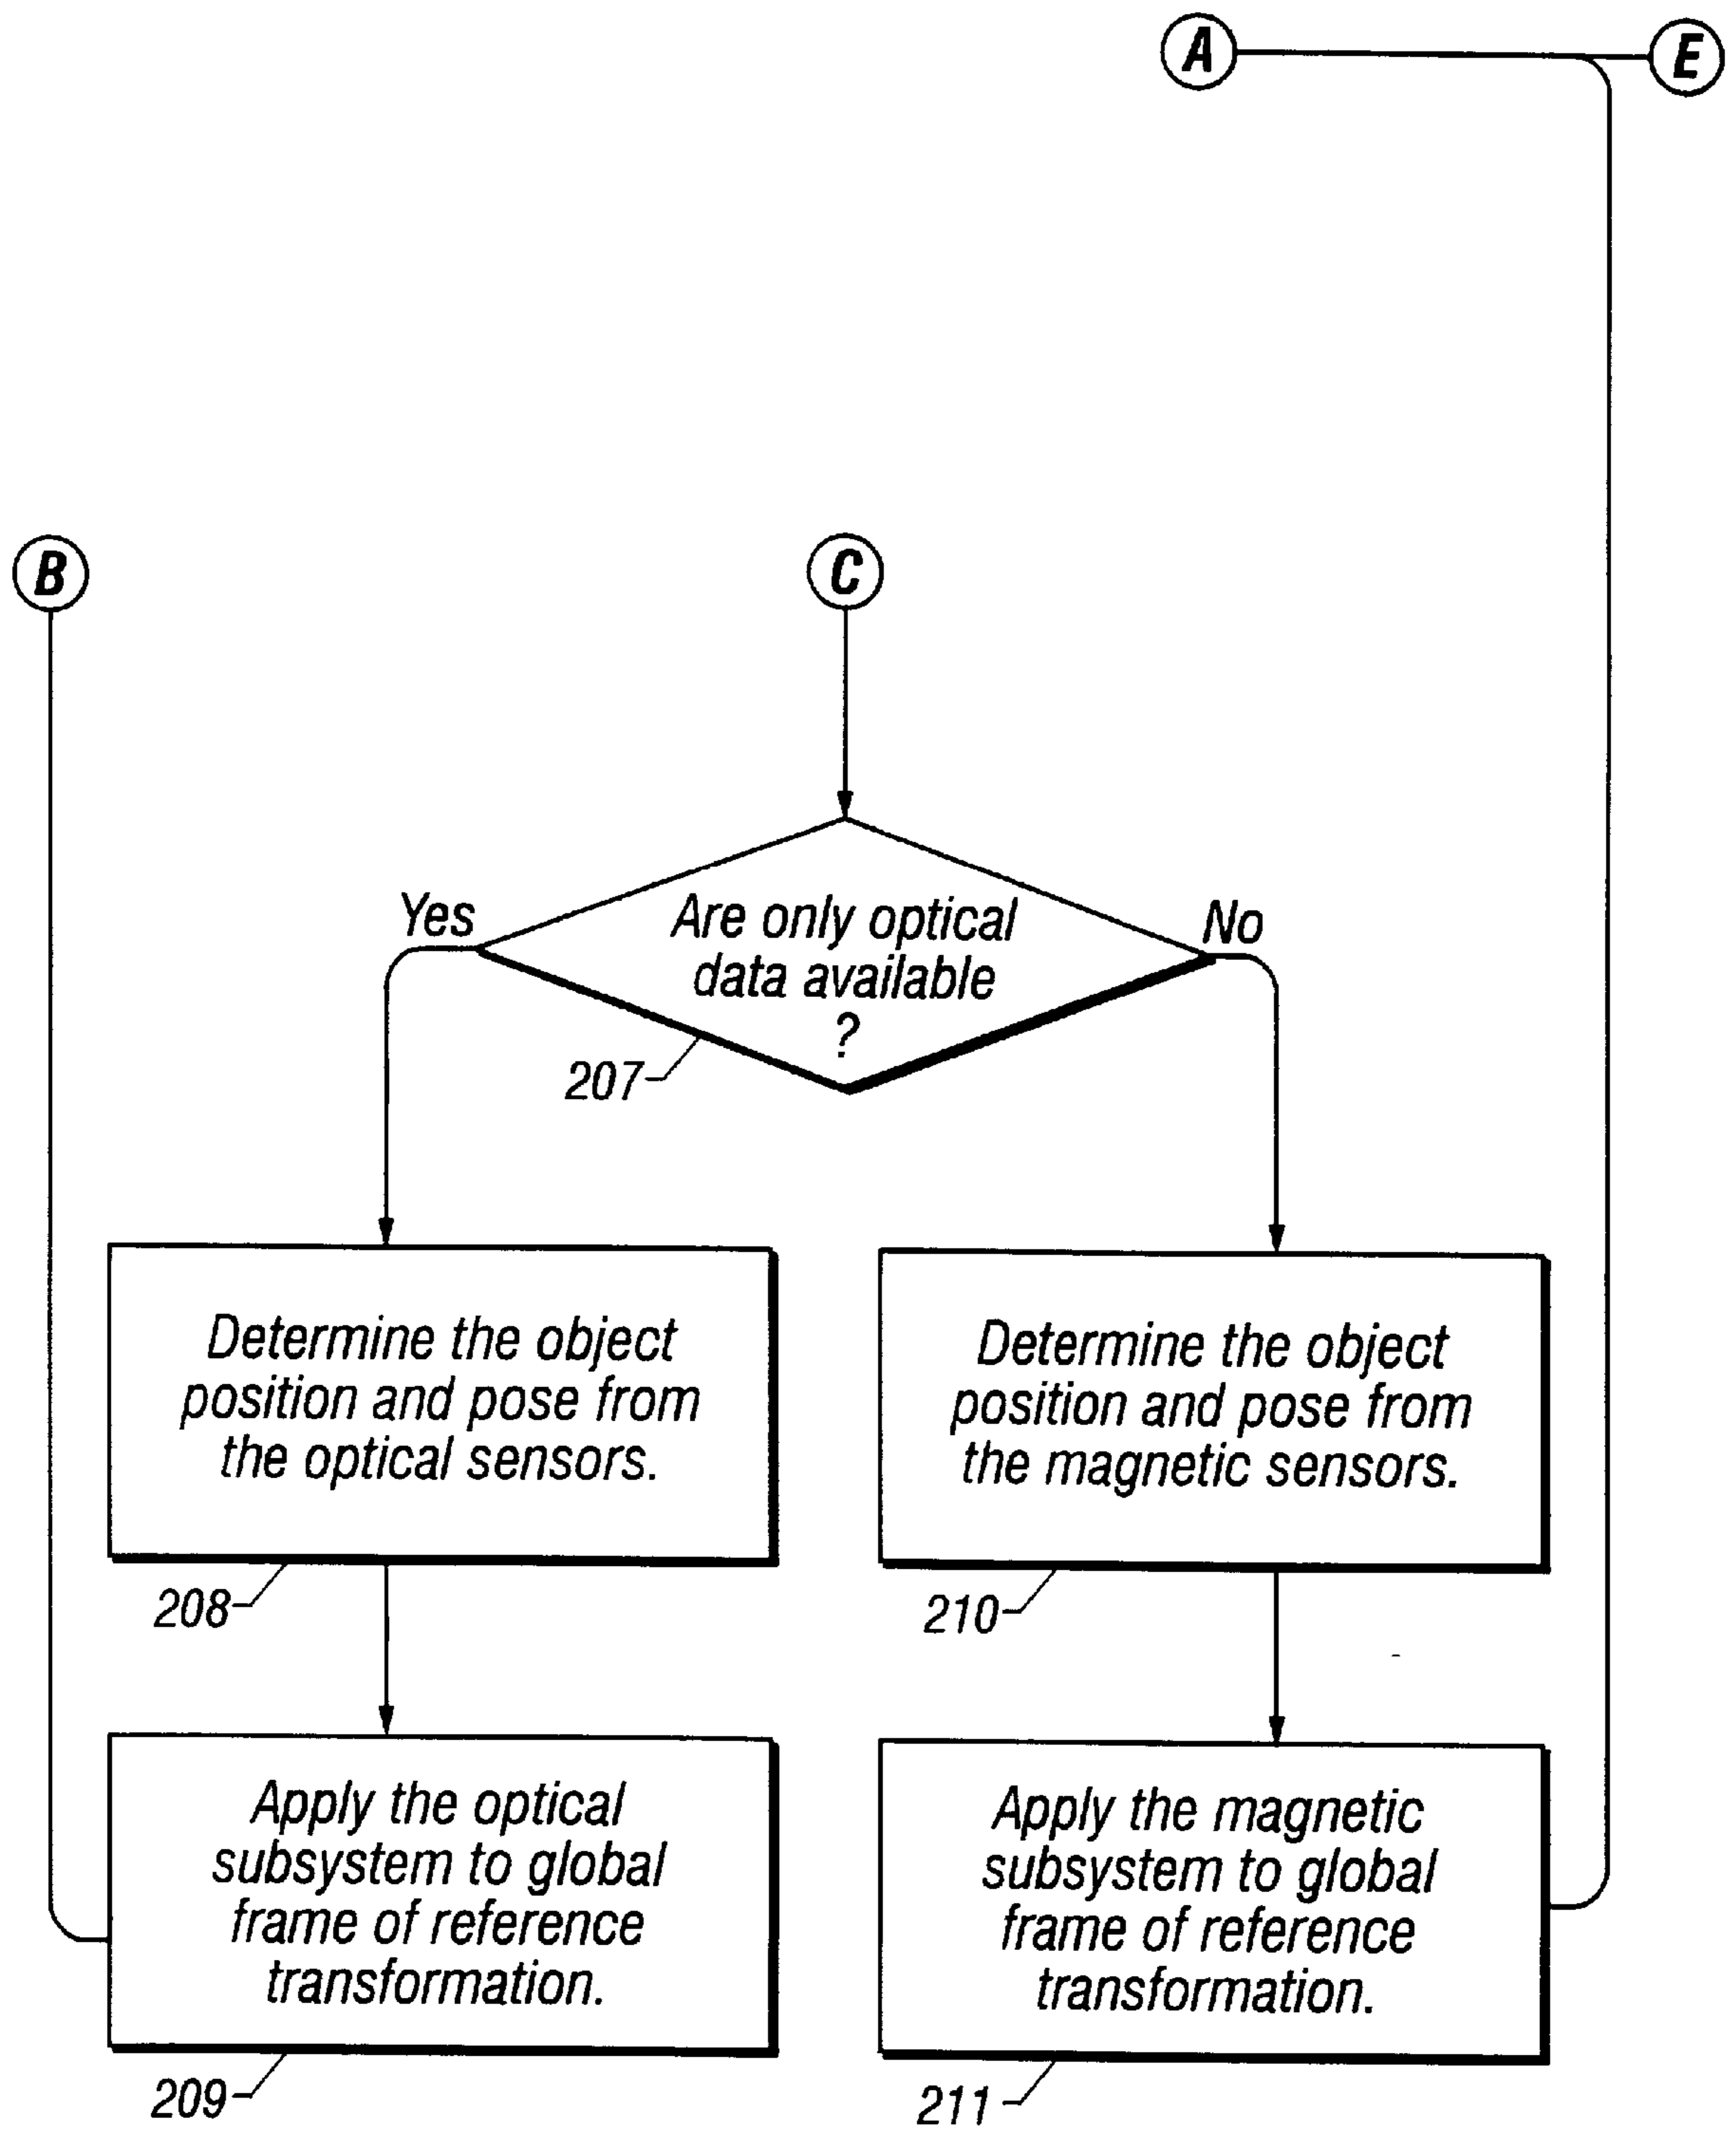 A
E
B
C
Yes
Are only optical
data available
?
No
207
Determine the object
position and pose from
the optical sensors.
208
Determine the object
position and pose from
the magnetic sensors.
210
Apply the optical
subsystem to global
frame of reference
transformation.
209
Apply the magnetic
subsystem to global
frame of reference
transformation.
211